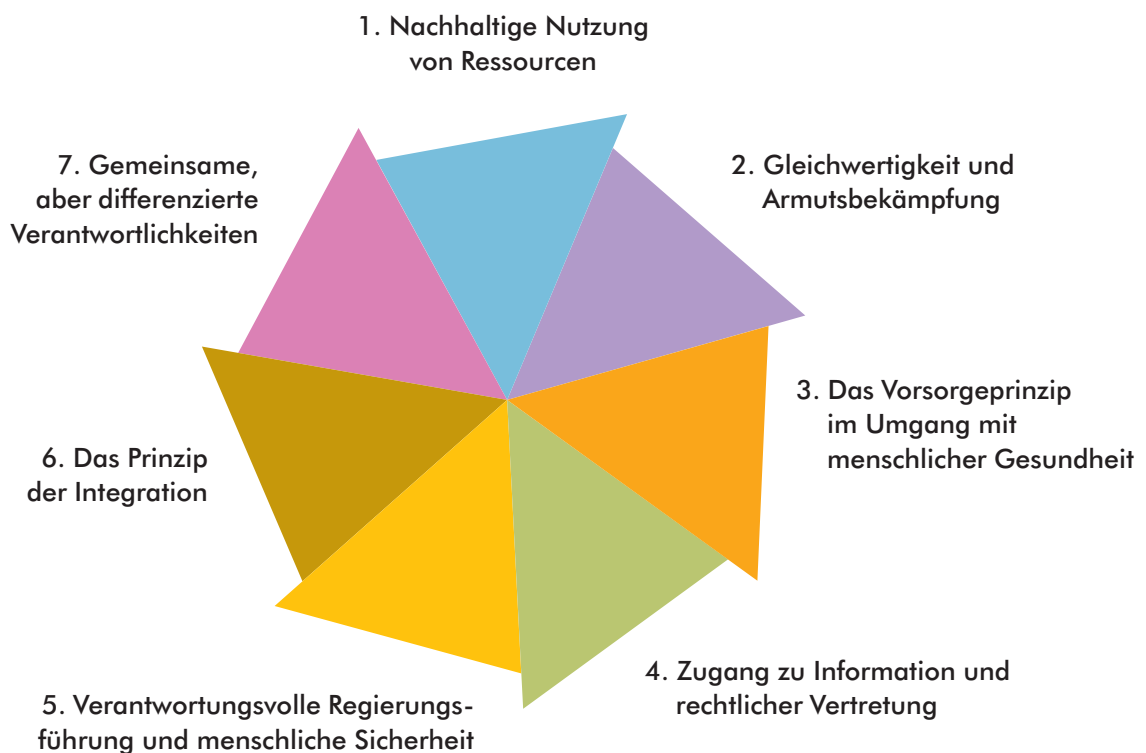 1. Nachhaltige Nutzung
von Ressourcen
2. Gleichwertigkeit und
Armutsbekämpfung
3. Das Vorsorgeprinzip
im Umgang mit
menschlicher Gesundheit
4. Zugang zu Information und
rechtlicher Vertretung
5. Verantwortungsvolle Regierungs-
führung und menschliche Sicherheit
6. Das Prinzip
der Integration
7. Gemeinsame,
aber differenzierte
Verantwortlichkeiten